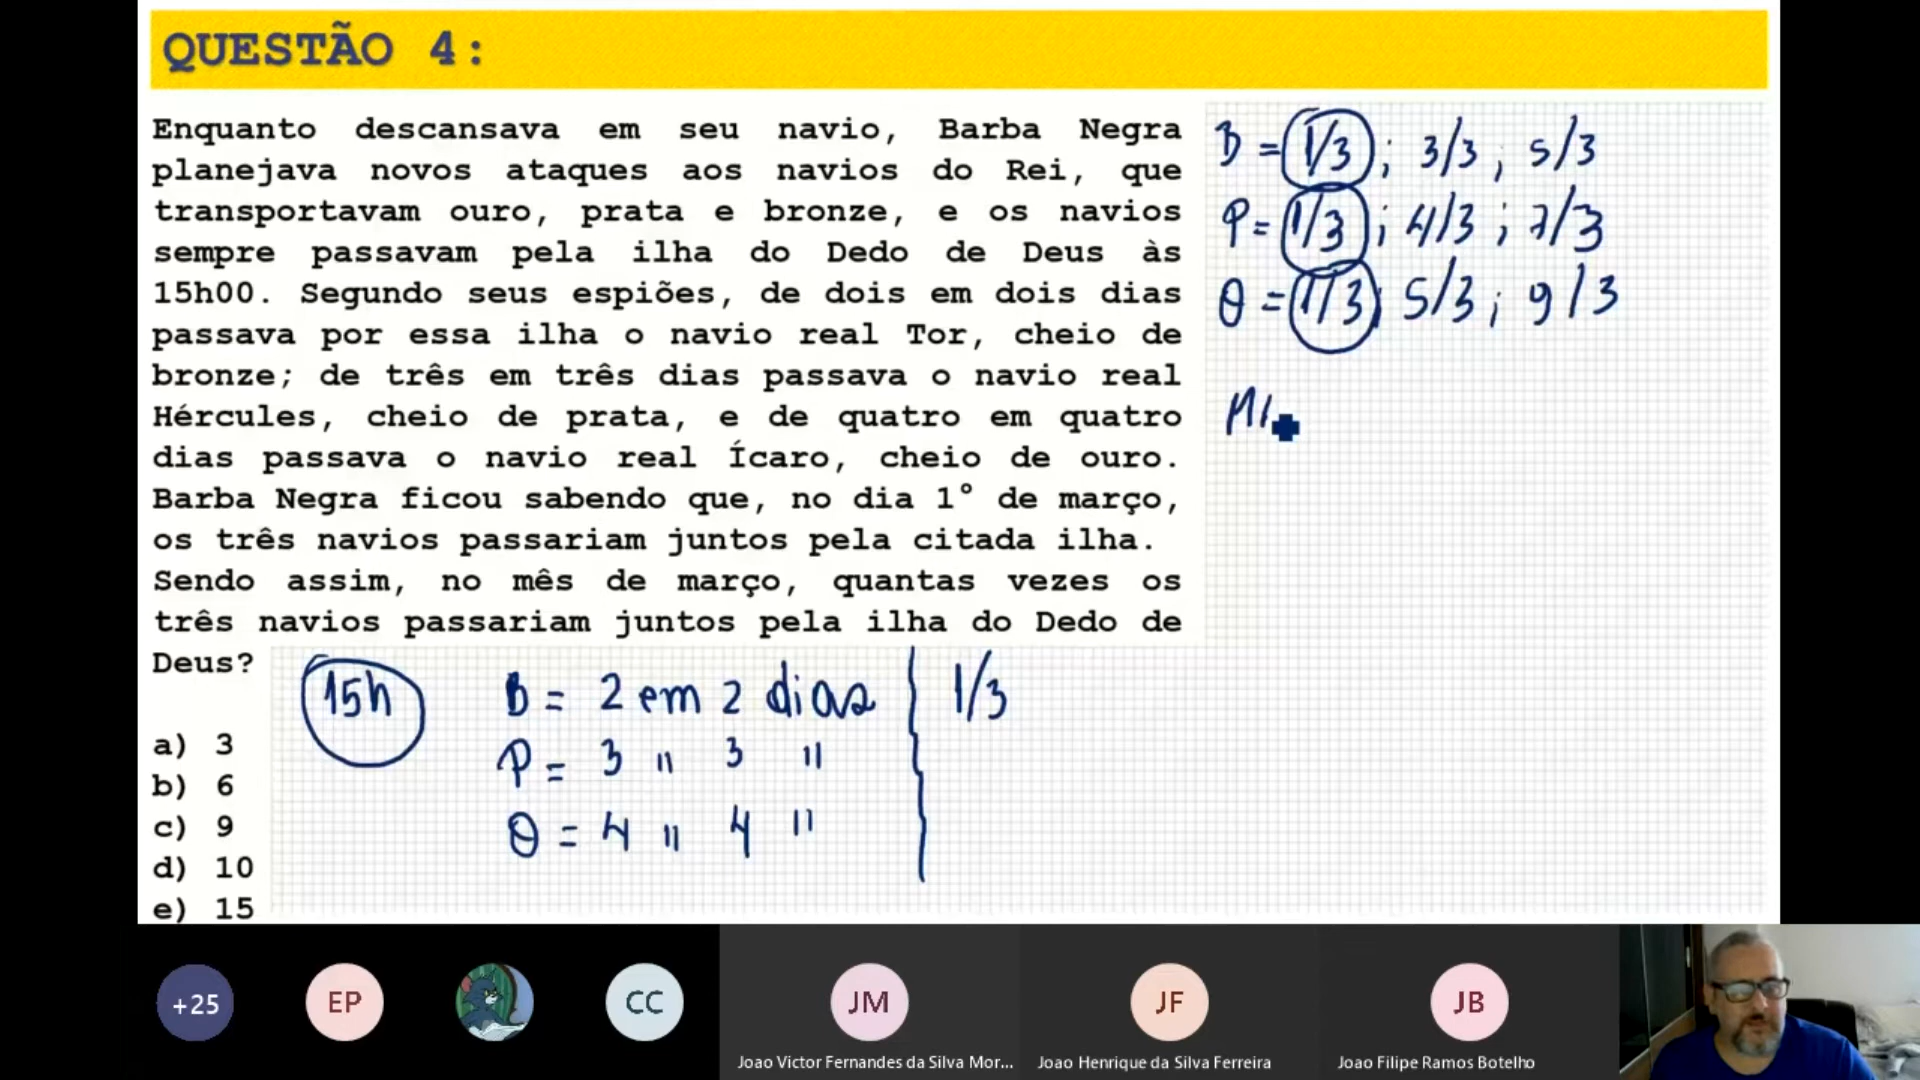 QUESTÃO 4:
Enquanto descansava em seu navio, Barba Negra
planejava novos ataques aos navios do Rei, que
transportavam ouro, prata e bronze, e os navios
sempre passavam pela ilha do Dedo de Deus às
15h00. Segundo seus espiões, de dois em dois dias
passava por essa ilha o navio real Tor, cheio de
bronze; de três em três dias passava o navio real
Hércules, cheio de prata, e de quatro em quatro
dias passava o navio real Ícaro, cheio de ouro.
Barba Negra ficou sabendo que, no dia 1° de março,
os três navios passariam juntos pela citada ilha.
Sendo assim, no mês de março, quantas vezes os
três navios passariam juntos pela ilha do Dedo de
Deus?
a) 3
b) 6
c) 9
d) 10
e) 15
15h
B = 2 em 2 dias
P = 3 " 3 "
O = 4 " 4 "
1/3
B = 1/3; 3/3, 5/3
P = 1/3; 4/3; 7/3
O = 1/3; 5/3; 9/3
+25
EP
CC
JM
JF
JB
Joao Victor Fernandes da Silva Mor...
Joao Henrique da Silva Ferreira
Joao Filipe Ramos Botelho